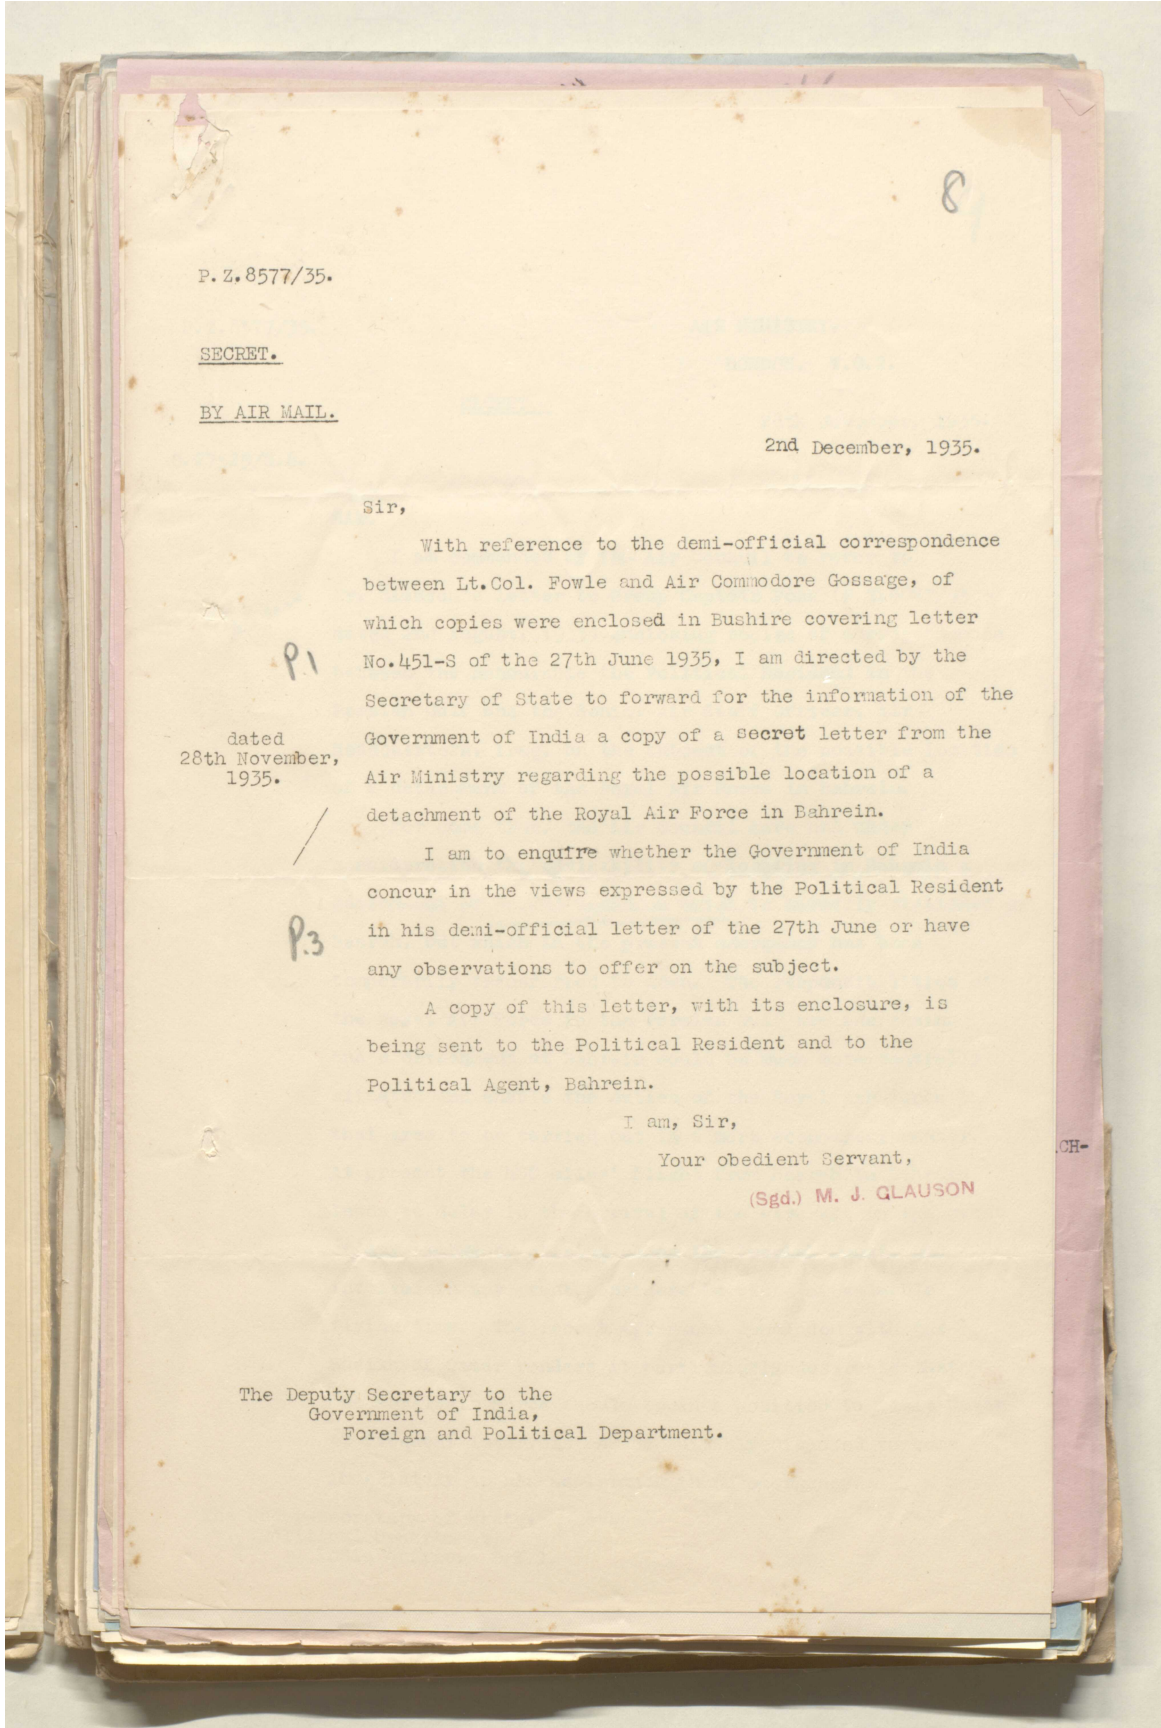 8
P.Z.8577/35.
SECRET.
BY AIR MAIL.
2nd December, 1935.
Sir,
With reference to the demi-official correspondence
between Lt.Col. Fowle and Air Commodore Gossage, of
which copies were enclosed in Bushire covering letter
P.1
No.451-S of the 27th June 1935, I am directed by the
Secretary of State to forward for the information of the
dated
28th November,
1935.
Government of India a copy of a secret letter from the
Air Ministry regarding the possible location of a
detachment of the Royal Air Force in Bahrein.
I am to enquire whether the Government of India
concur in the views expressed by the Political Resident
P.3
in his demi-official letter of the 27th June or have
any observations to offer on the subject.
A copy of this letter, with its enclosure, is
being sent to the Political Resident and to the
Political Agent, Bahrein.
I am, Sir,
CH-
Your obedient Servant,
(Sgd.) M. J. CLAUSON
The Deputy Secretary to the
Government of India,
Foreign and Political Department.